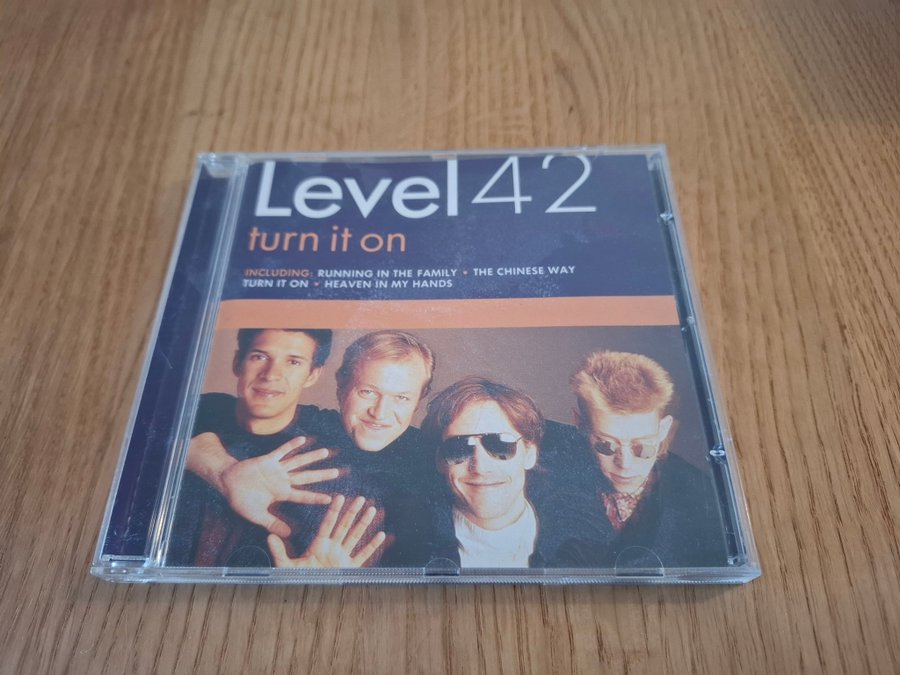 Level 42
turn it on
INCLUDING: RUNNING IN THE FAMILY • THE CHINESE WAY
TURN IT ON • HEAVEN IN MY HANDS